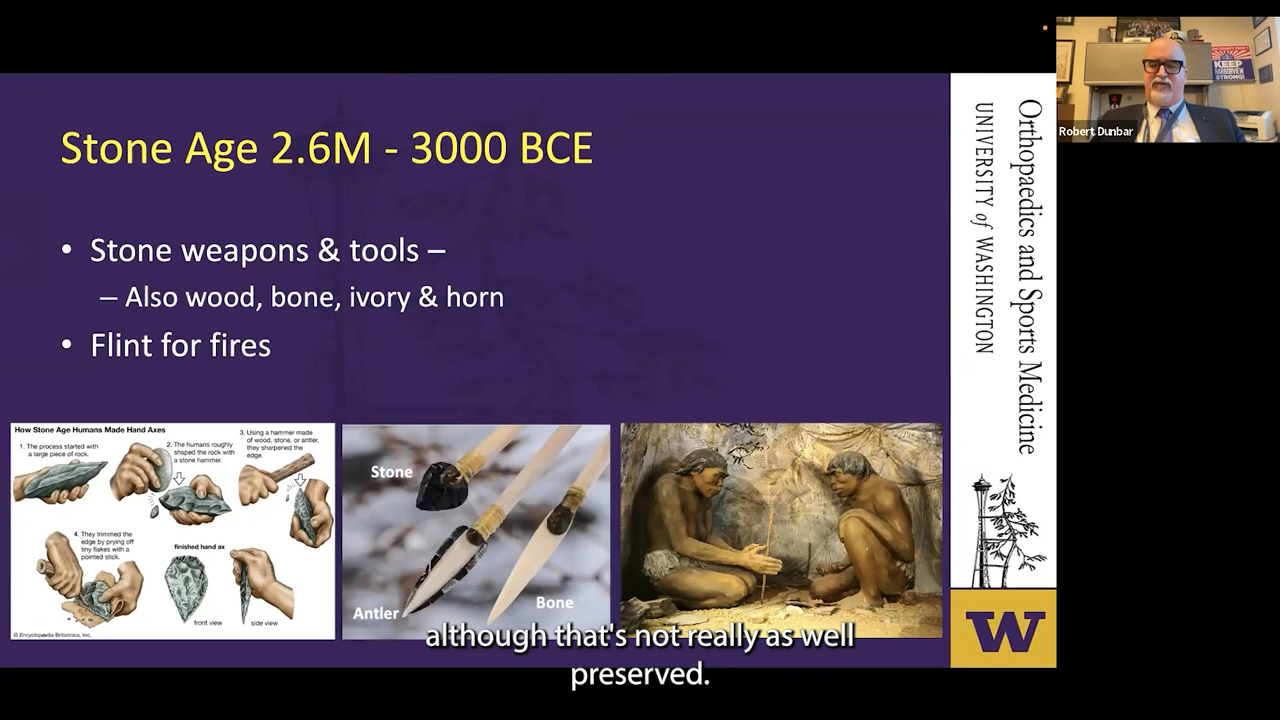 Stone Age 2.6M - 3000 BCE
• Stone weapons & tools –
– Also wood, bone, ivory & horn
• Flint for fires
How Stone Age Humans Made Hand Axes
1. The process started with
a large piece of rock.
2. The humans roughly
shaped the rock with
a stone hammer.
3. Using a hammer made
of wood, stone, or antler,
they sharpened the
edge.
4. They trimmed the
edge by prying off
tiny flakes with a
pointed stick.
finished hand ax
front view
side view
© Encyclopædia Britannica, Inc.
Stone
Antler
Bone
although that's not really as well
preserved.
Orthopaedics and Sports Medicine
UNIVERSITY of WASHINGTON
W
KEEP
HARBORVIEW
STRONG!
Robert Dunbar